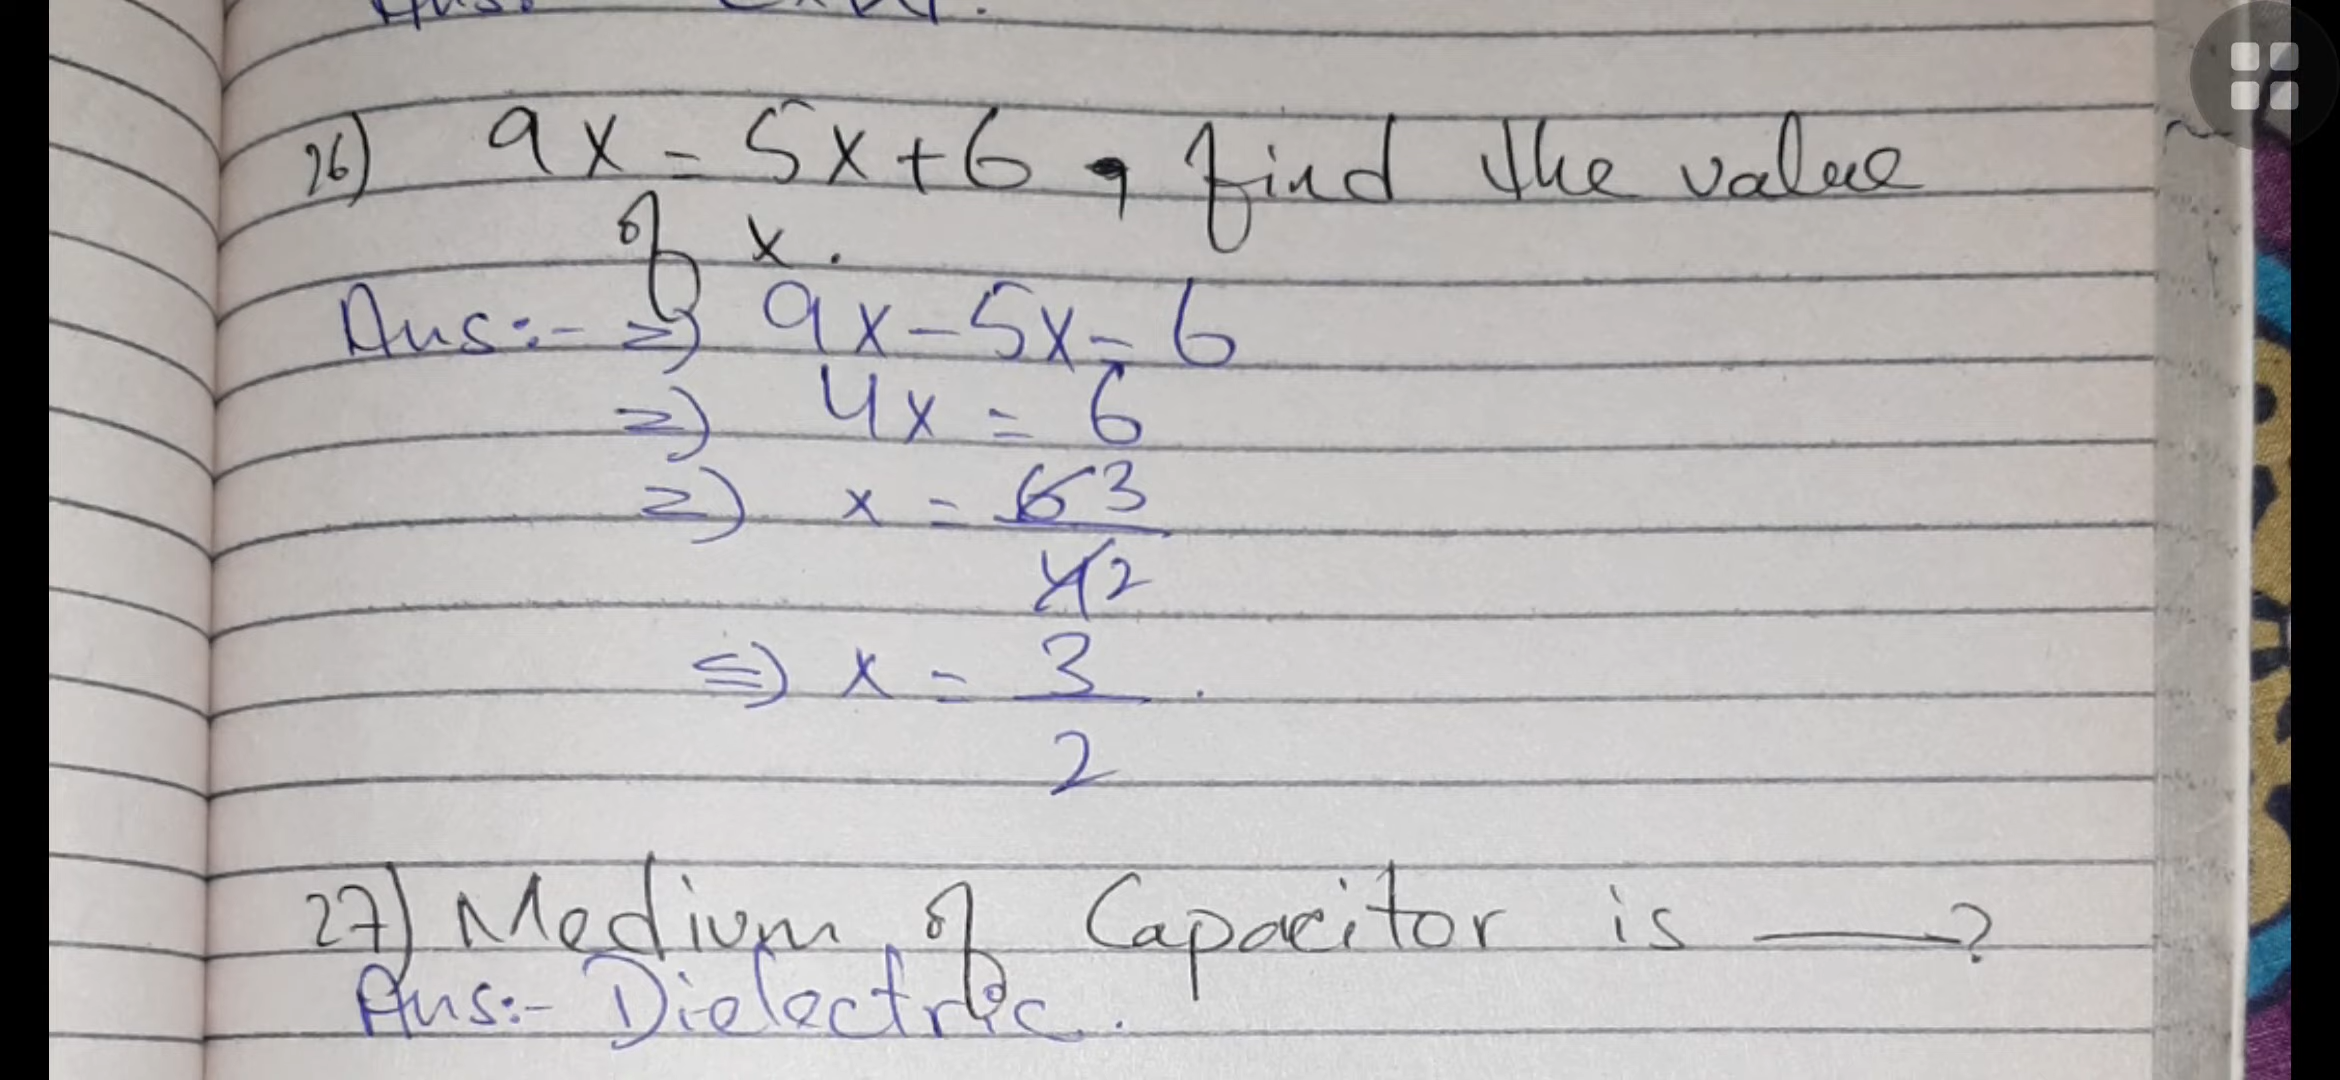 26) 9x = 5x + 6, find the value
of x.
Ans:- => 9x - 5x = 6
=> 4x = 6
=> x = 6 3
4 2
=> x = 3 .
2
27) Medium of Capacitor is ____?
Ans:- Dielectric.